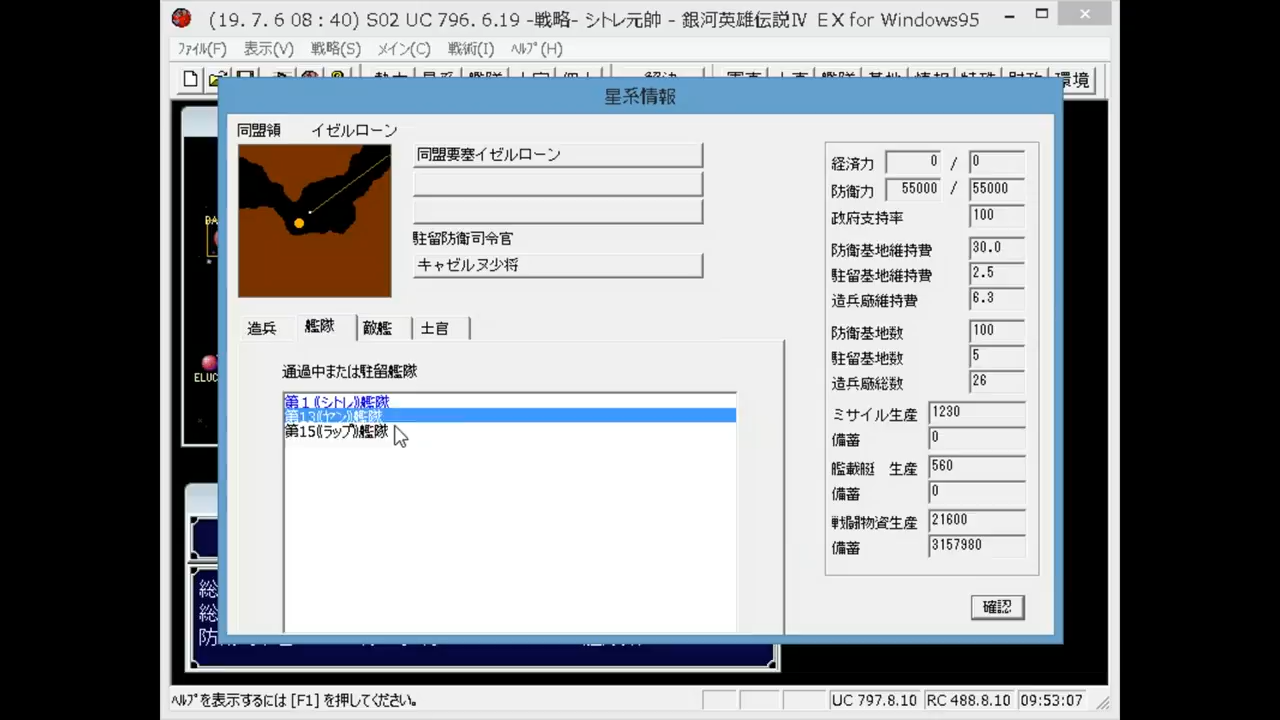 (19. 7. 6 08：40) S02 UC 796. 6.19 -戦略- シトレ元帥 - 銀河英雄伝説Ⅳ EX for Windows95
ﾌｧｲﾙ(F) 表示(V) 戦略(S) メイン(C) 戦術(I) ﾍﾙﾌﾟ(H)
環境
星系情報
同盟領 イゼルローン
同盟要塞イゼルローン
駐留防衛司令官
キャゼルヌ少将
造兵 艦隊 敵艦 士官
通過中または駐留艦隊
第１《シトレ》艦隊
第13《ヤン》艦隊
第15《ラップ》艦隊
経済力 0 / 0
防衛力 55000 / 55000
政府支持率 100
防衛基地維持費 30.0
駐留基地維持費 2.5
造兵廠維持費 6.3
防衛基地数 100
駐留基地数 5
造兵廠総数 26
ミサイル生産 1230
備蓄 0
艦載艇 生産 560
備蓄 0
戦闘物資生産 21600
備蓄 3157980
確認
ELUC
総
総
防
ﾍﾙﾌﾟを表示するには [F1] を押してください。
UC 797.8.10 RC 488.8.10 09:53:07